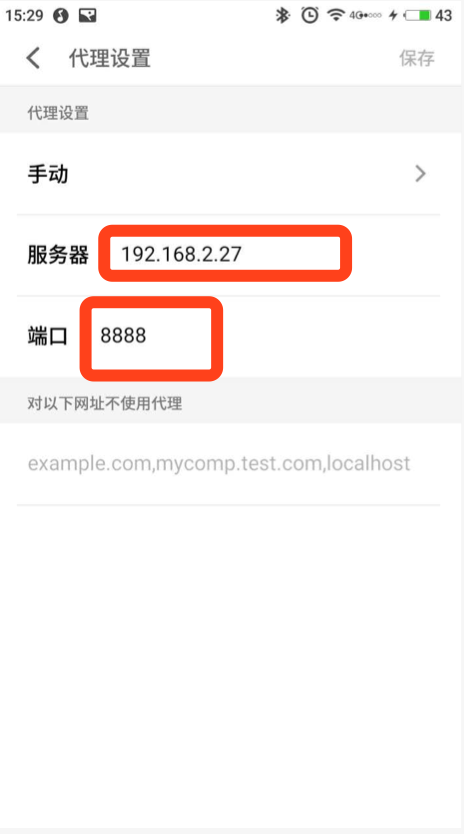 15:29 4G 43
代理设置 保存
代理设置
手动
服务器 192.168.2.27
端口 8888
对以下网址不使用代理
example.com,mycomp.test.com,localhost